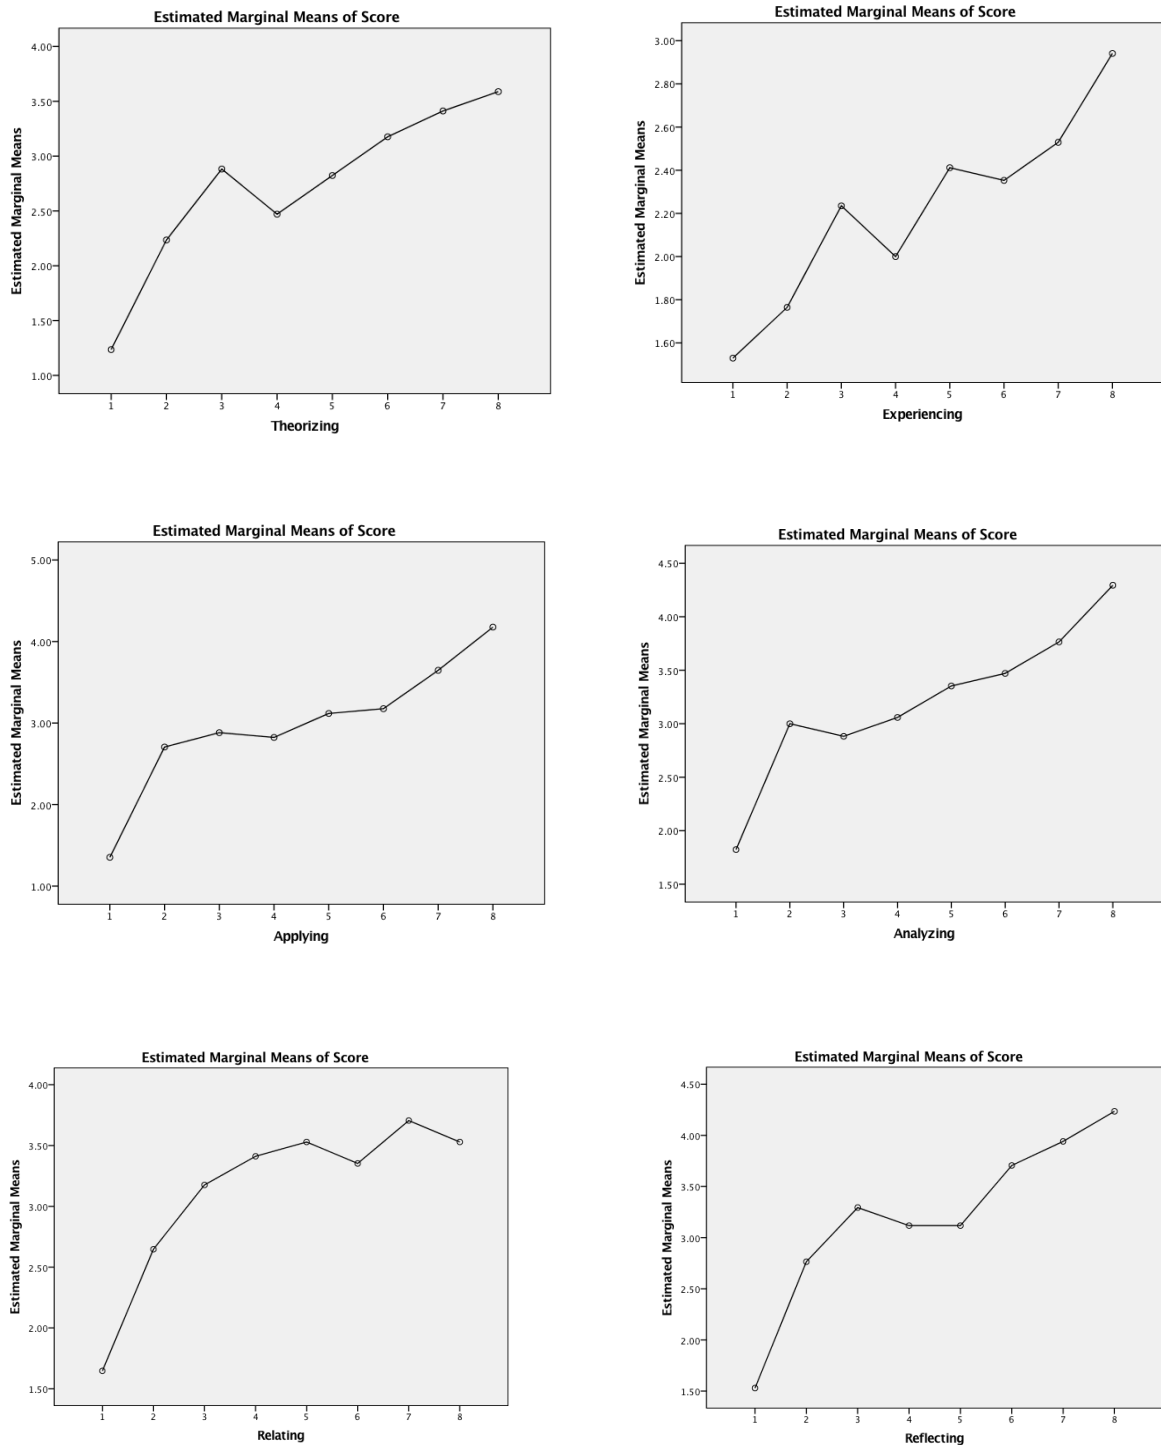 Estimated Marginal Means of Score
Estimated Marginal Means
4.00
3.50
3.00
2.50
2.00
1.50
1.00
1 2 3 4 5 6 7 8
Theorizing
Estimated Marginal Means of Score
Estimated Marginal Means
3.00
2.80
2.60
2.40
2.20
2.00
1.80
1.60
1 2 3 4 5 6 7 8
Experiencing
Estimated Marginal Means of Score
Estimated Marginal Means
5.00
4.00
3.00
2.00
1.00
1 2 3 4 5 6 7 8
Applying
Estimated Marginal Means of Score
Estimated Marginal Means
4.50
4.00
3.50
3.00
2.50
2.00
1.50
1 2 3 4 5 6 7 8
Analyzing
Estimated Marginal Means of Score
Estimated Marginal Means
4.00
3.50
3.00
2.50
2.00
1.50
1 2 3 4 5 6 7 8
Relating
Estimated Marginal Means of Score
Estimated Marginal Means
4.50
4.00
3.50
3.00
2.50
2.00
1.50
1 2 3 4 5 6 7 8
Reflecting